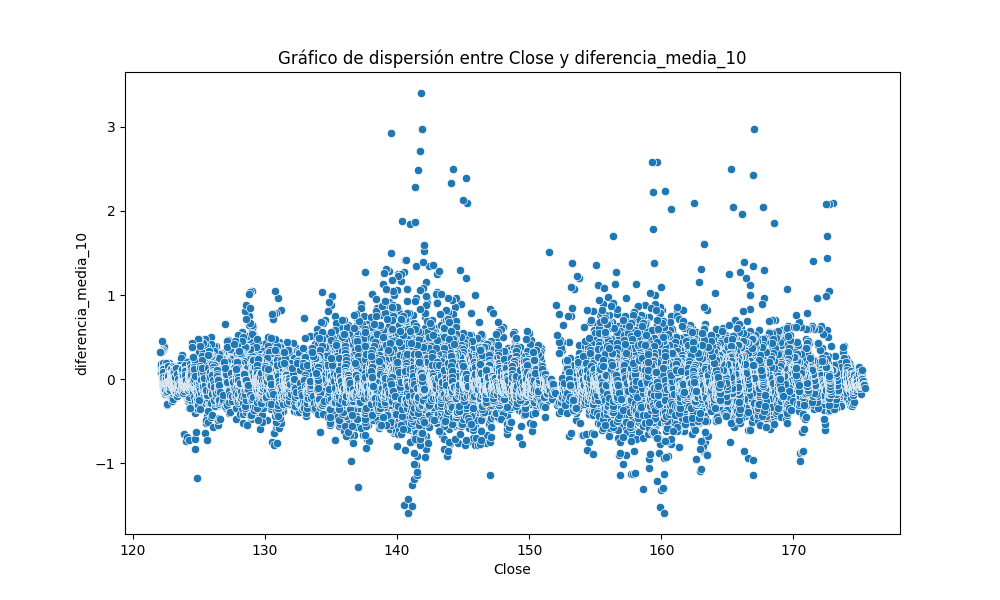 Gráfico de dispersión entre Close y diferencia_media_10
diferencia_media_10
3
2
1
0
−1
120 130 140 150 160 170
Close